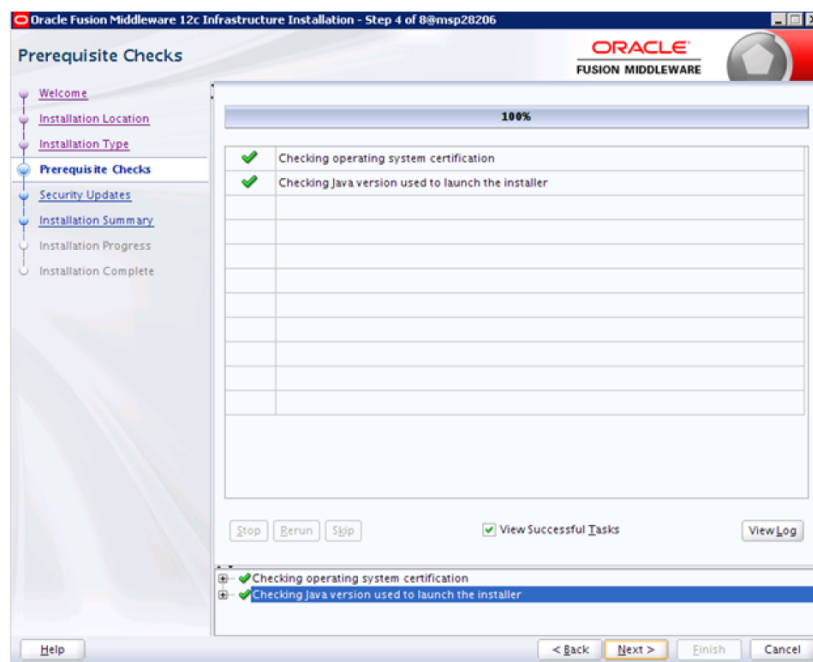 Oracle Fusion Middleware 12c Infrastructure Installation - Step 4 of 8@msp28206
Prerequisite Checks
ORACLE
FUSION MIDDLEWARE
Welcome
Installation Location
Installation Type
Prerequisite Checks
Security Updates
Installation Summary
Installation Progress
Installation Complete
100%
Checking operating system certification
Checking Java version used to launch the installer
Stop Rerun Skip View Successful Tasks View Log
Checking operating system certification
Checking Java version used to launch the installer
Help < Back Next > Finish Cancel